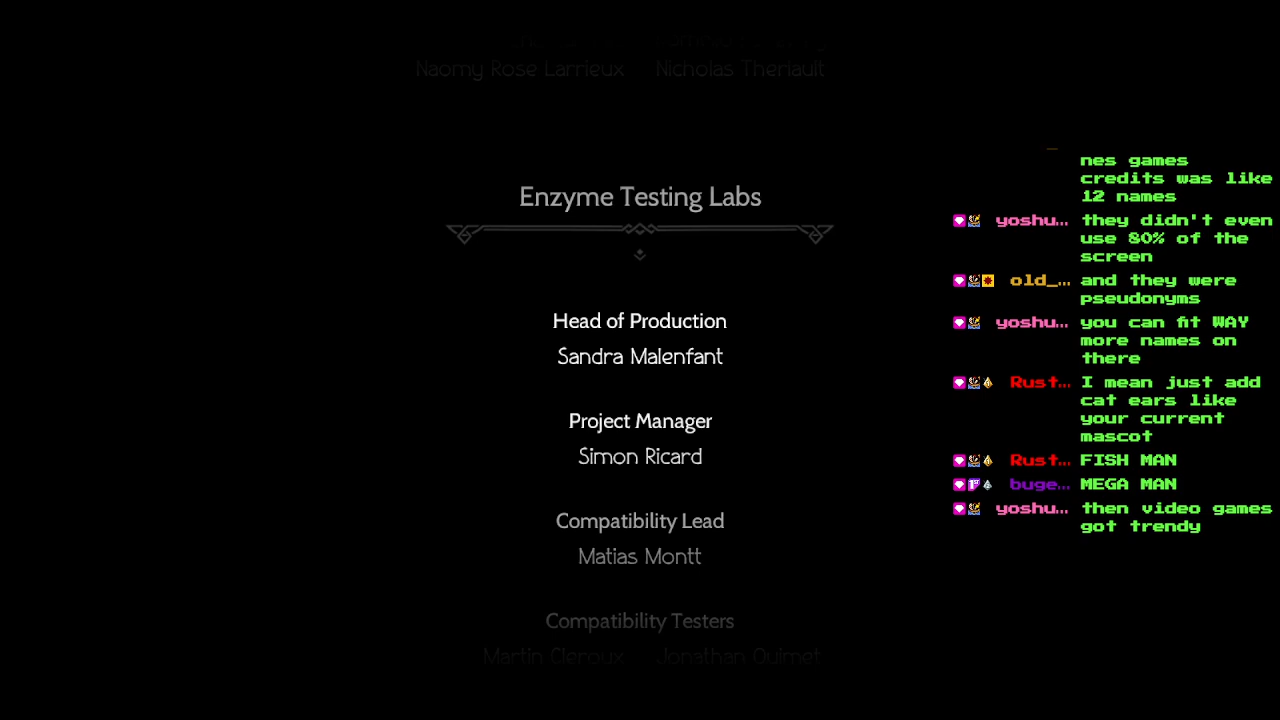 Naomy Rose Larrieux Nicholas Theriault
Enzyme Testing Labs
Head of Production
Sandra Malenfant
Project Manager
Simon Ricard
Compatibility Lead
Matias Montt
Compatibility Testers
Martin Cleroux Jonathan Ouimet
nes games
credits was like
12 names
yoshu... they didn't even
use 80% of the
screen
old_... and they were
pseudonyms
yoshu... you can fit WAY
more names on
there
Rust... I mean just add
cat ears like
your current
mascot
Rust... FISH MAN
buge... MEGA MAN
yoshu... then video games
got trendy